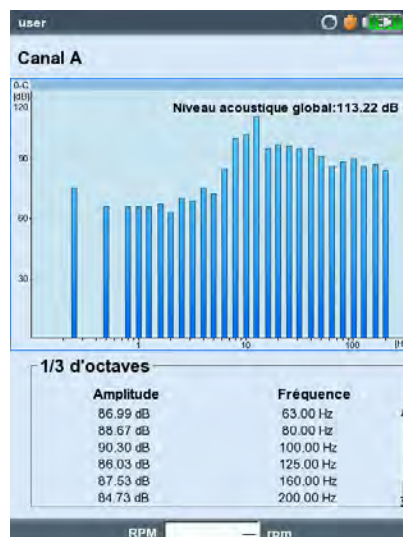 user
Canal A
0-C
[dB]
120
Niveau acoustique global:113.22 dB
90
60
30
1 10 100
1/3 d'octaves
Amplitude Fréquence
86.99 dB 63.00 Hz
88.67 dB 80.00 Hz
90.30 dB 100.00 Hz
86.03 dB 125.00 Hz
87.53 dB 160.00 Hz
84.73 dB 200.00 Hz
RPM — rpm